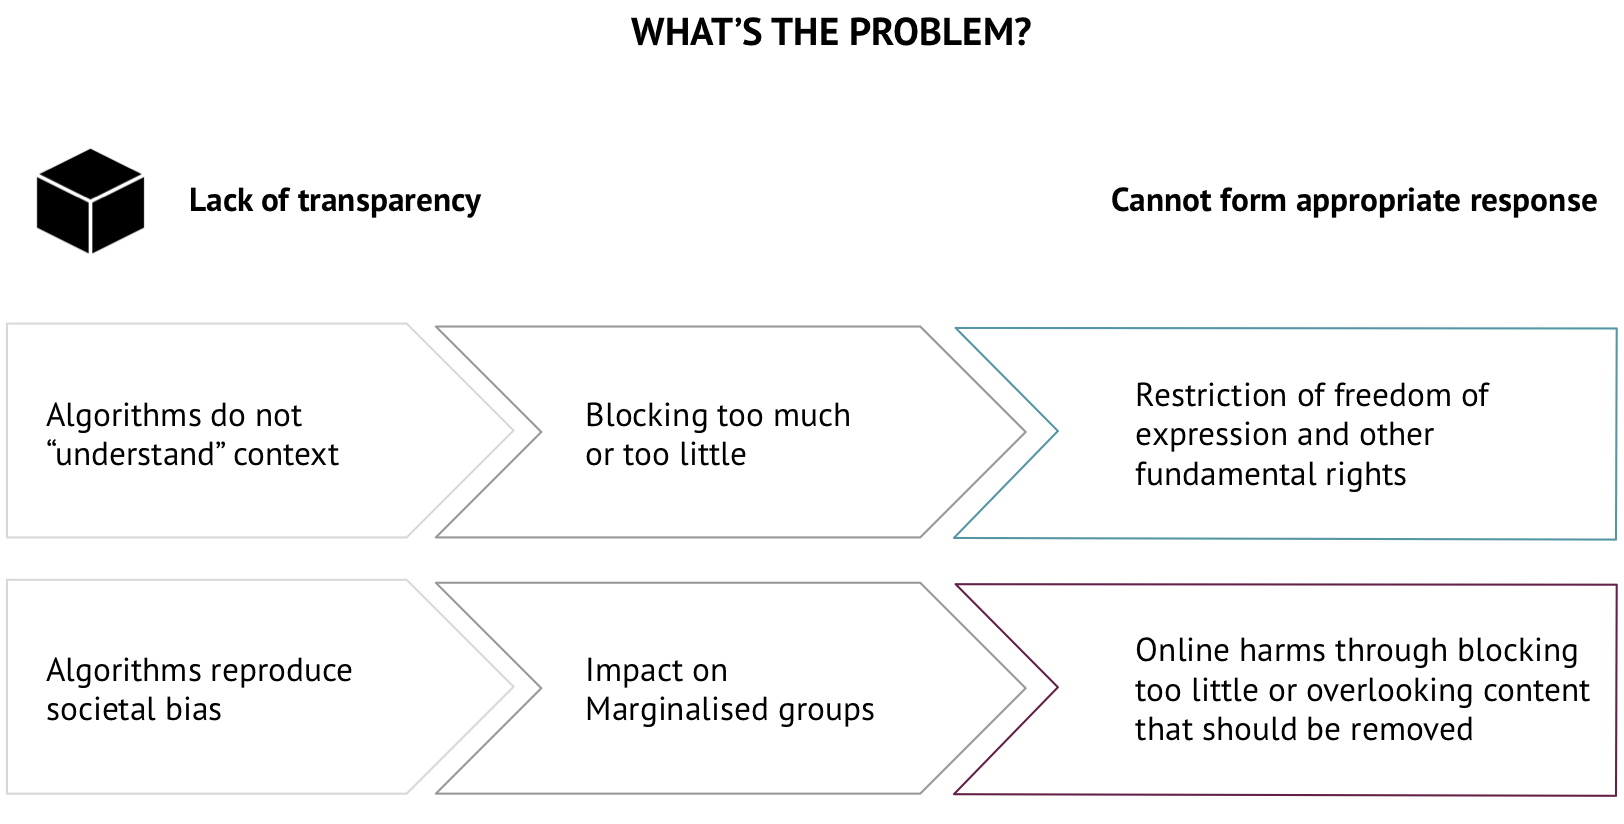 WHAT’S THE PROBLEM?
Lack of transparency
Cannot form appropriate response
Algorithms do not
“understand” context
Blocking too much
or too little
Restriction of freedom of
expression and other
fundamental rights
Algorithms reproduce
societal bias
Impact on
Marginalised groups
Online harms through blocking
too little or overlooking content
that should be removed